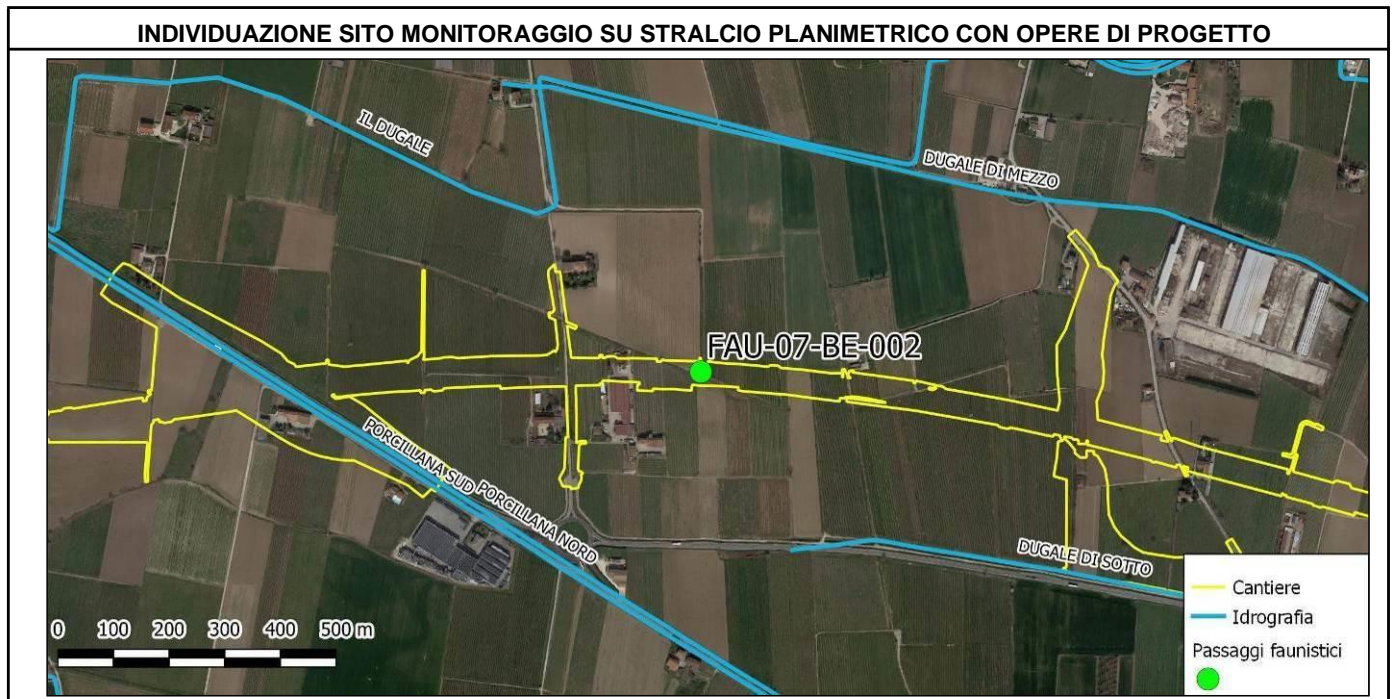 INDIVIDUAZIONE SITO MONITORAGGIO SU STRALCIO PLANIMETRICO CON OPERE DI PROGETTO
IL DUGALE
DUGALE DI MEZZO
FAU-07-BE-002
PORCILLANA SUD
PORCILLANA NORD
DUGALE DI SOTTO
0 100 200 300 400 500 m
Cantiere
Idrografia
Passaggi faunistici